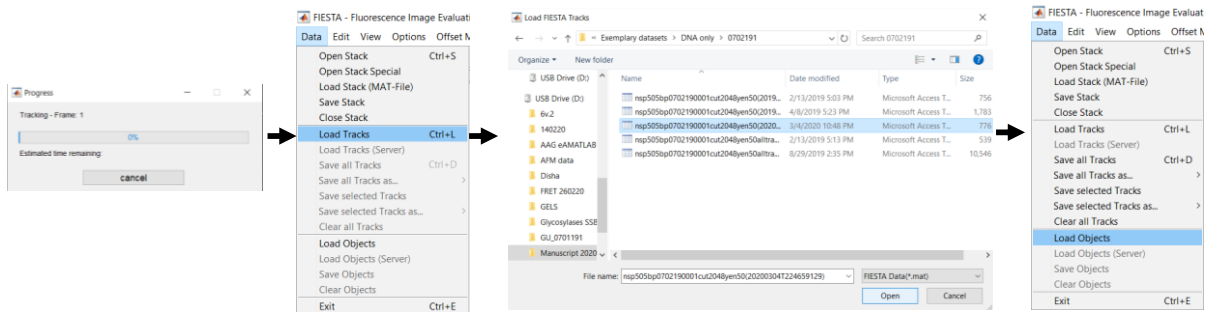 Progress
Tracking - Frame: 1
0%
Estimated time remaining:
cancel
FIESTA - Fluorescence Image Evaluati
Data Edit View Options Offset M
Open Stack Ctrl+S
Open Stack Special
Load Stack (MAT-File)
Save Stack
Close Stack
Load Tracks Ctrl+L
Load Tracks (Server)
Save all Tracks Ctrl+D
Save all Tracks as...
Save selected Tracks
Save selected Tracks as...
Clear all Tracks
Load Objects
Load Objects (Server)
Save Objects
Clear Objects
Exit Ctrl+E
Load FIESTA Tracks
« Exemplary datasets > DNA only > 0702191
Search 0702191
Organize New folder
USB Drive (D:)
USB Drive (D:)
6v.2
140220
AAG eAMATLAB
AFM data
Disha
FRET 260220
GELS
Glycosylases SSB
GU_0701191
Manuscript 2020
Name Date modified Type Size
nsp505bp0702190001cut2048yen50(2019... 2/13/2019 5:03 PM Microsoft Access T... 756
nsp505bp0702190001cut2048yen50(2019... 4/8/2019 5:23 PM Microsoft Access T... 1,783
nsp505bp0702190001cut2048yen50(2020... 3/4/2020 10:48 PM Microsoft Access T... 776
nsp505bp0702190001cut2048yen50alltra... 2/13/2019 5:13 PM Microsoft Access T... 539
nsp505bp0702190001cut2048yen50alltra... 8/29/2019 2:35 PM Microsoft Access T... 10,546
File name: nsp505bp0702190001cut2048yen50(20200304T224659129) FIESTA Data(*.mat)
Open Cancel
FIESTA - Fluorescence Image Evaluat
Data Edit View Options Offset M
Open Stack Ctrl+S
Open Stack Special
Load Stack (MAT-File)
Save Stack
Close Stack
Load Tracks Ctrl+L
Load Tracks (Server)
Save all Tracks Ctrl+D
Save all Tracks as...
Save selected Tracks
Save selected Tracks as...
Clear all Tracks
Load Objects
Load Objects (Server)
Save Objects
Clear Objects
Exit Ctrl+E